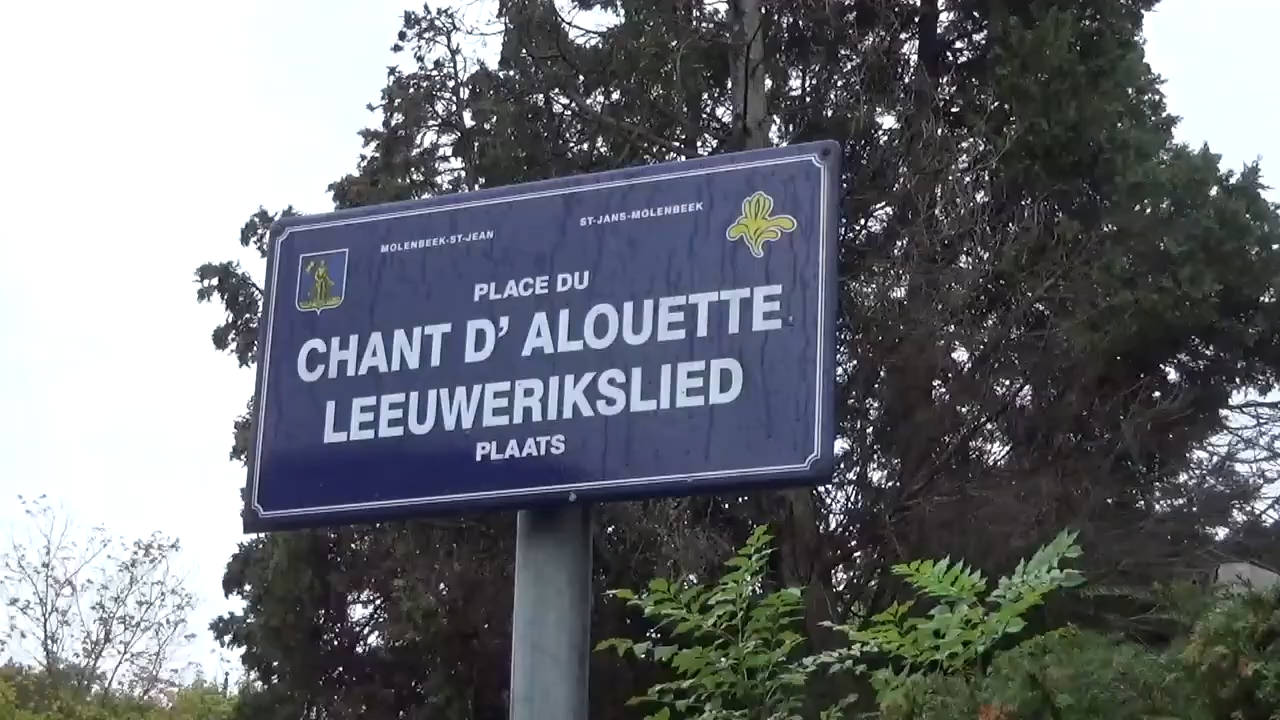 MOLENBEEK-ST-JEAN
ST-JANS-MOLENBEEK
PLACE DU
CHANT D' ALOUETTE
LEEUWERIKSLIED
PLAATS